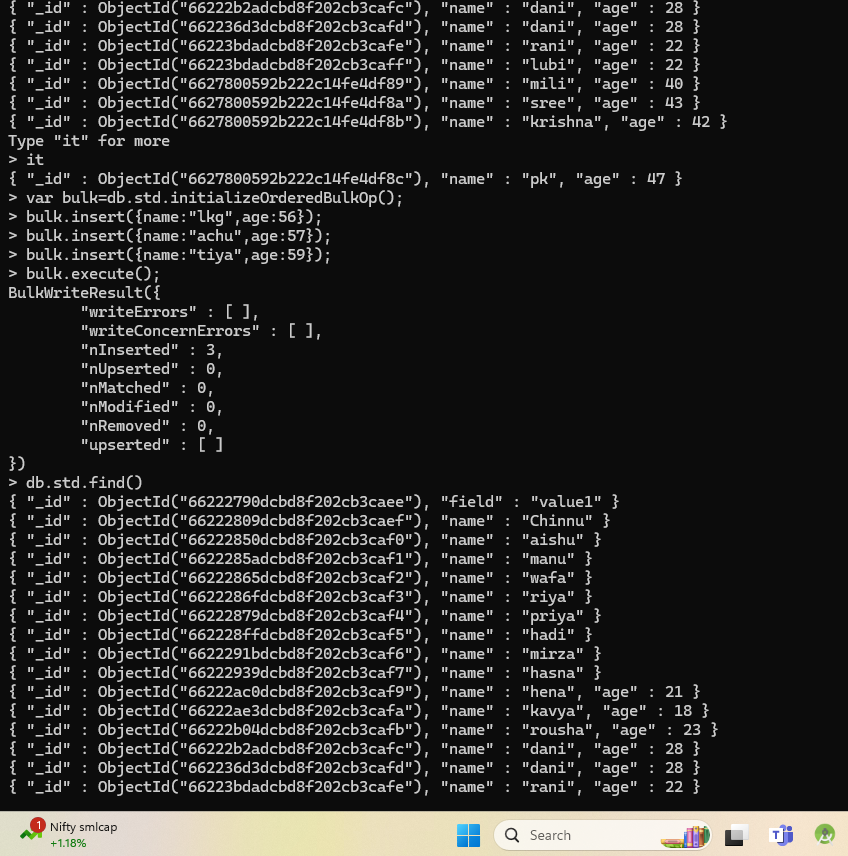 { "_id" : ObjectId("66222b2adcbd8f202cb3cafc"), "name" : "dani", "age" : 28 }
{ "_id" : ObjectId("662236d3dcbd8f202cb3cafd"), "name" : "dani", "age" : 28 }
{ "_id" : ObjectId("66223bdadcbd8f202cb3cafe"), "name" : "rani", "age" : 22 }
{ "_id" : ObjectId("66223bdadcbd8f202cb3caff"), "name" : "lubi", "age" : 22 }
{ "_id" : ObjectId("6627800592b222c14fe4df89"), "name" : "mili", "age" : 40 }
{ "_id" : ObjectId("6627800592b222c14fe4df8a"), "name" : "sree", "age" : 43 }
{ "_id" : ObjectId("6627800592b222c14fe4df8b"), "name" : "krishna", "age" : 42 }
Type "it" for more
> it
{ "_id" : ObjectId("6627800592b222c14fe4df8c"), "name" : "pk", "age" : 47 }
> var bulk=db.std.initializeOrderedBulkOp();
> bulk.insert({name:"lkg",age:56});
> bulk.insert({name:"achu",age:57});
> bulk.insert({name:"tiya",age:59});
> bulk.execute();
BulkWriteResult({
"writeErrors" : [ ],
"writeConcernErrors" : [ ],
"nInserted" : 3,
"nUpserted" : 0,
"nMatched" : 0,
"nModified" : 0,
"nRemoved" : 0,
"upserted" : [ ]
})
> db.std.find()
{ "_id" : ObjectId("66222790dcbd8f202cb3caee"), "field" : "value1" }
{ "_id" : ObjectId("66222809dcbd8f202cb3caef"), "name" : "Chinnu" }
{ "_id" : ObjectId("66222850dcbd8f202cb3caf0"), "name" : "aishu" }
{ "_id" : ObjectId("6622285adcbd8f202cb3caf1"), "name" : "manu" }
{ "_id" : ObjectId("66222865dcbd8f202cb3caf2"), "name" : "wafa" }
{ "_id" : ObjectId("6622286fdcbd8f202cb3caf3"), "name" : "riya" }
{ "_id" : ObjectId("66222879dcbd8f202cb3caf4"), "name" : "priya" }
{ "_id" : ObjectId("662228ffdcbd8f202cb3caf5"), "name" : "hadi" }
{ "_id" : ObjectId("6622291bdcbd8f202cb3caf6"), "name" : "mirza" }
{ "_id" : ObjectId("66222939dcbd8f202cb3caf7"), "name" : "hasna" }
{ "_id" : ObjectId("66222ac0dcbd8f202cb3caf9"), "name" : "hena", "age" : 21 }
{ "_id" : ObjectId("66222ae3dcbd8f202cb3cafa"), "name" : "kavya", "age" : 18 }
{ "_id" : ObjectId("66222b04dcbd8f202cb3cafb"), "name" : "rousha", "age" : 23 }
{ "_id" : ObjectId("66222b2adcbd8f202cb3cafc"), "name" : "dani", "age" : 28 }
{ "_id" : ObjectId("662236d3dcbd8f202cb3cafd"), "name" : "dani", "age" : 28 }
{ "_id" : ObjectId("66223bdadcbd8f202cb3cafe"), "name" : "rani", "age" : 22 }
1 Nifty smlcap
+1.18%
Search
T